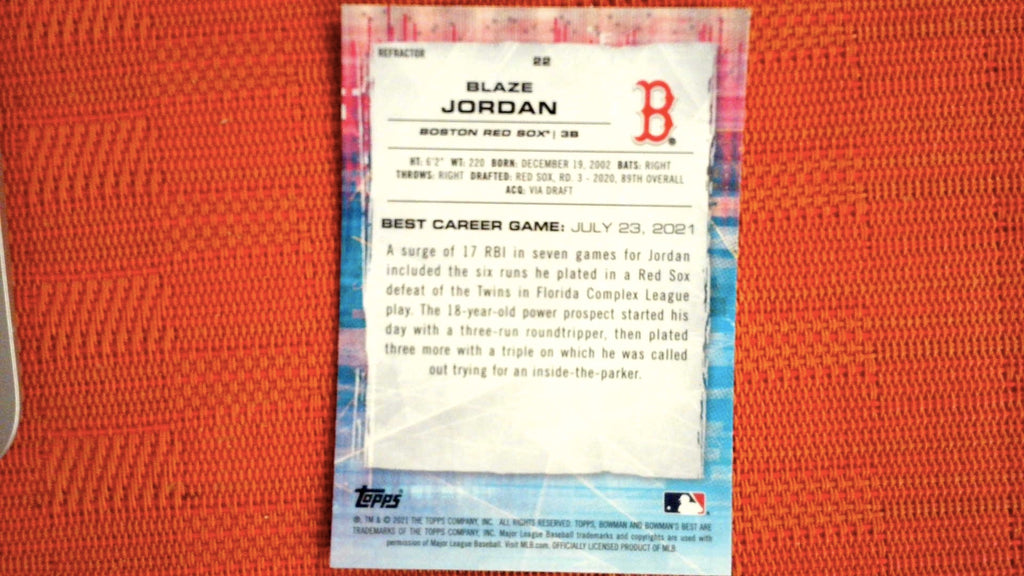 REFRACTOR
22
BLAZE
JORDAN
B
BOSTON RED SOX® | 3B
HT: 6'2" WT: 220 BORN: DECEMBER 19, 2002 BATS: RIGHT
THROWS: RIGHT DRAFTED: RED SOX, RD. 3 - 2020, 89TH OVERALL
ACQ: VIA DRAFT
BEST CAREER GAME: JULY 23, 2021
A surge of 17 RBI in seven games for Jordan
included the six runs he plated in a Red Sox
defeat of the Twins in Florida Complex League
play. The 18-year-old power prospect started his
day with a three-run roundtripper, then plated
three more with a triple on which he was called
out trying for an inside-the-parker.
Topps®
®, TM & © 2021 THE TOPPS COMPANY, INC. ALL RIGHTS RESERVED. TOPPS, BOWMAN AND BOWMAN'S BEST ARE
TRADEMARKS OF THE TOPPS COMPANY, INC. Major League Baseball trademarks and copyrights are used with
permission of Major League Baseball. Visit MLB.com. OFFICIALLY LICENSED PRODUCT OF MLB.